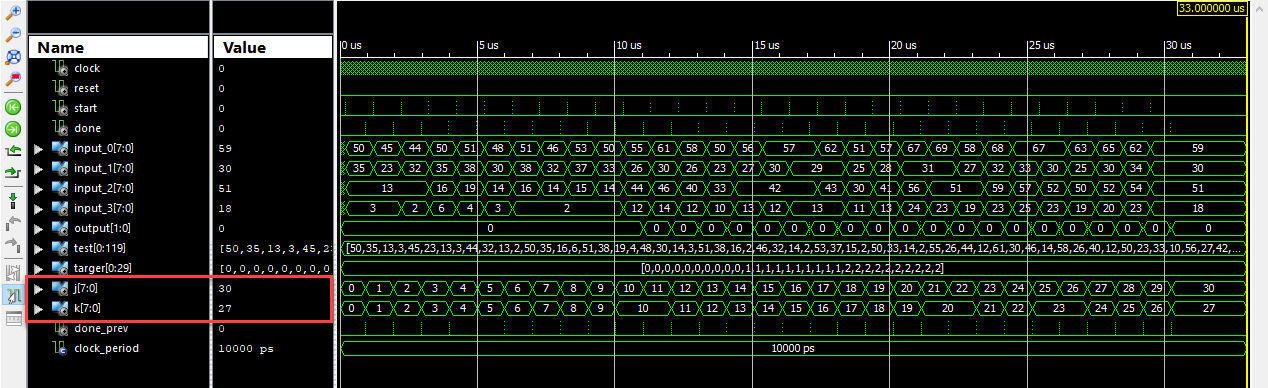 33.000000 us
Name Value 0 us 5 us 10 us 15 us 20 us 25 us 30 us
clock 0
reset 0
start 0
done 0
input_0[7:0] 59 50 45 44 50 51 48 51 46 53 50 55 61 58 50 56 57 62 51 57 67 69 58 68 67 63 65 62 59
input_1[7:0] 30 35 23 32 35 38 30 38 32 37 33 26 30 26 23 27 30 29 25 28 31 27 32 33 30 25 30 34 30
input_2[7:0] 51 13 16 19 14 16 14 15 14 44 46 40 33 42 43 30 41 56 51 59 57 52 50 52 54 51
input_3[7:0] 18 3 2 6 4 3 2 12 14 12 10 13 12 13 11 13 24 23 19 23 25 23 19 20 23 18
output[1:0] 0 0 0 0 0 0 0 0 0 0 0 0 0 0 0 0 0 0 0 0 0
test[0:119] [50,35,13,3,45,2: [50,35,13,3,45,23,13,3,44,32,13,2,50,35,16,6,51,38,19,4,48,30,14,3,51,38,16,2,46,32,14,2,53,37,15,2,50,33,14,2,55,26,44,12,61,30,46,14,58,26,40,12,50,23,33,10,56,27,42,...
targer[0:29] [0,0,0,0,0,0,0,0 [0,0,0,0,0,0,0,0,0,0,1,1,1,1,1,1,1,1,1,1,2,2,2,2,2,2,2,2,2,2]
j[7:0] 30 0 1 2 3 4 5 6 7 8 9 10 11 12 13 14 15 16 17 18 19 20 21 22 23 24 25 26 27 28 29 30
k[7:0] 27 0 1 2 3 4 5 6 7 8 9 10 11 12 13 14 15 16 17 18 19 20 21 22 23 24 25 26 27
done_prev 0
clock_period 10000 ps 10000 ps